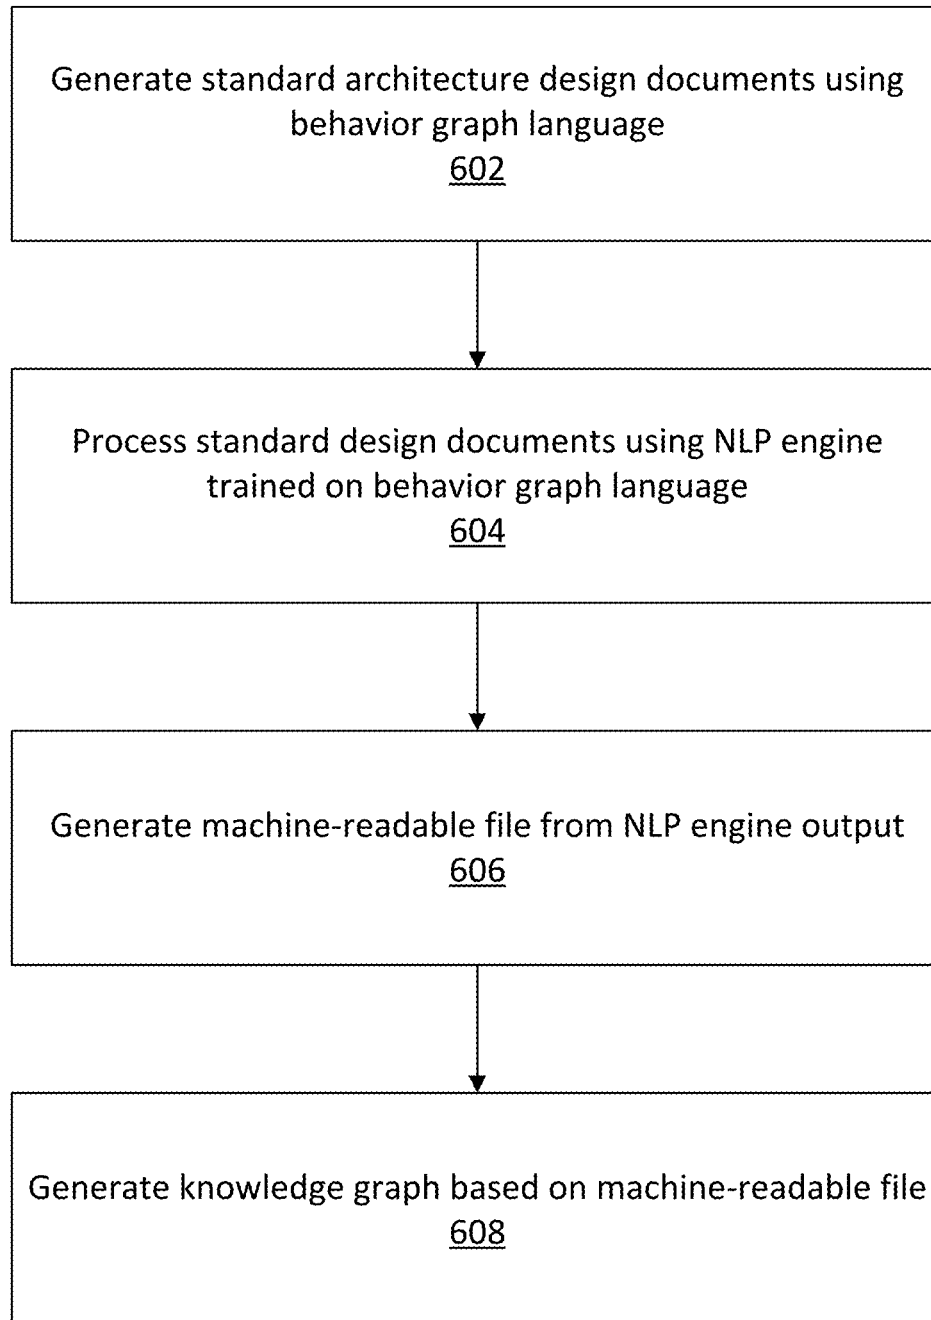 Generate standard architecture design documents using
behavior graph language
602
Process standard design documents using NLP engine
trained on behavior graph language
604
Generate machine-readable file from NLP engine output
606
Generate knowledge graph based on machine-readable file
608